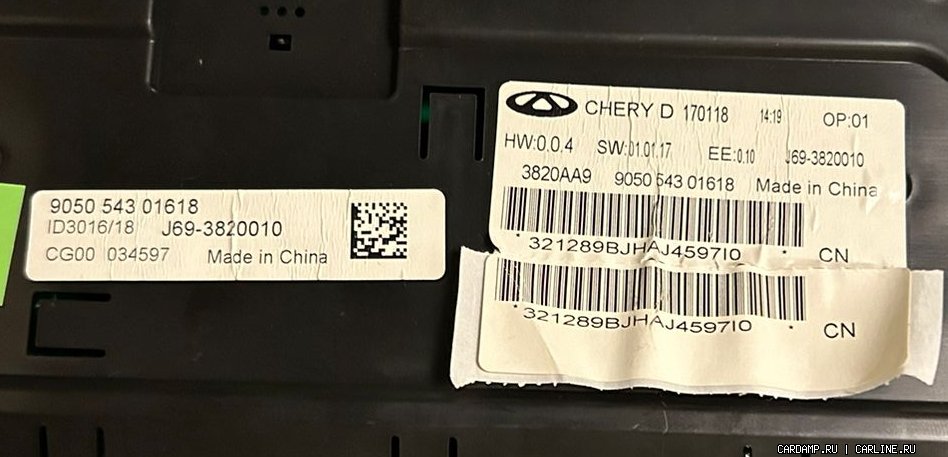 9050 543 01618
ID3016/18 J69-3820010
CG00 034597 Made in China
CHERY D 170118 14:19 OP:01
HW:0.0.4 SW:01.01.17 EE:0.10 J69-3820010
3820AA9 9050 543 01618 Made in China
* 321289BJHAJ4597I0 * CN
* 321289BJHAJ4597I0 * CN
CARDAMP.RU | CARLINE.RU